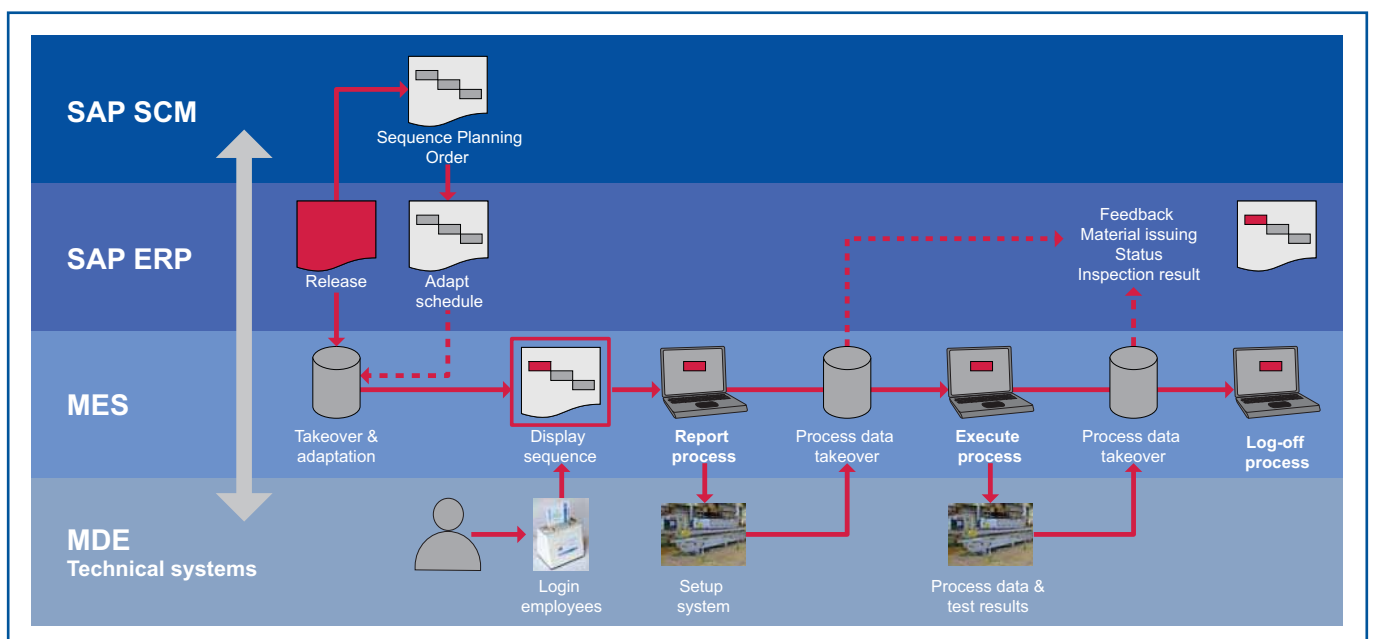 SAP SCM
Sequence Planning
Order
SAP ERP
Release
Adapt
schedule
Feedback
Material issuing
Status
Inspection result
MES
Takeover &
adaptation
Display
sequence
Report
process
Process data
takeover
Execute
process
Process data
takeover
Log-off
process
MDE
Technical systems
Login
employees
Setup
system
Process data &
test results